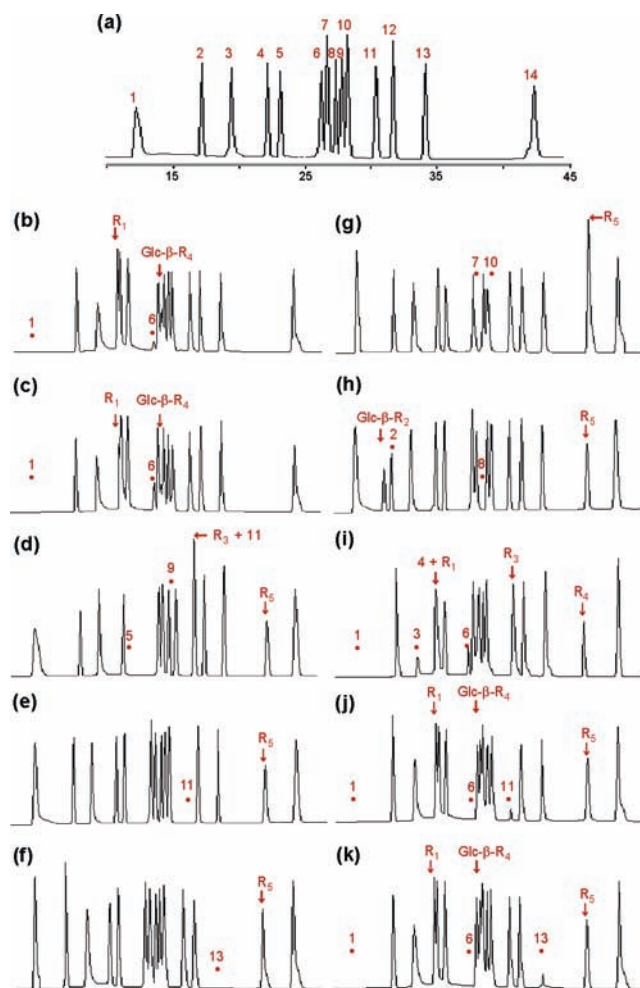 (a)
1 2 3 4 5 6 7 8 9 10 11 12 13 14
15 25 35 45
(b)
R1
Glc-β-R4
1
6
(g)
7 10
R5
(c)
R1 Glc-β-R4
1
6
(h)
Glc-β-R2
2
8
R5
(d)
R3 + 11
9
5
R5
(i)
4 + R1
R3
1
3
6
R4
(e)
11
R5
(j)
R1 Glc-β-R4
1
6
11
R5
(f)
13
R5
(k)
R1 Glc-β-R4
1
6
13
R5